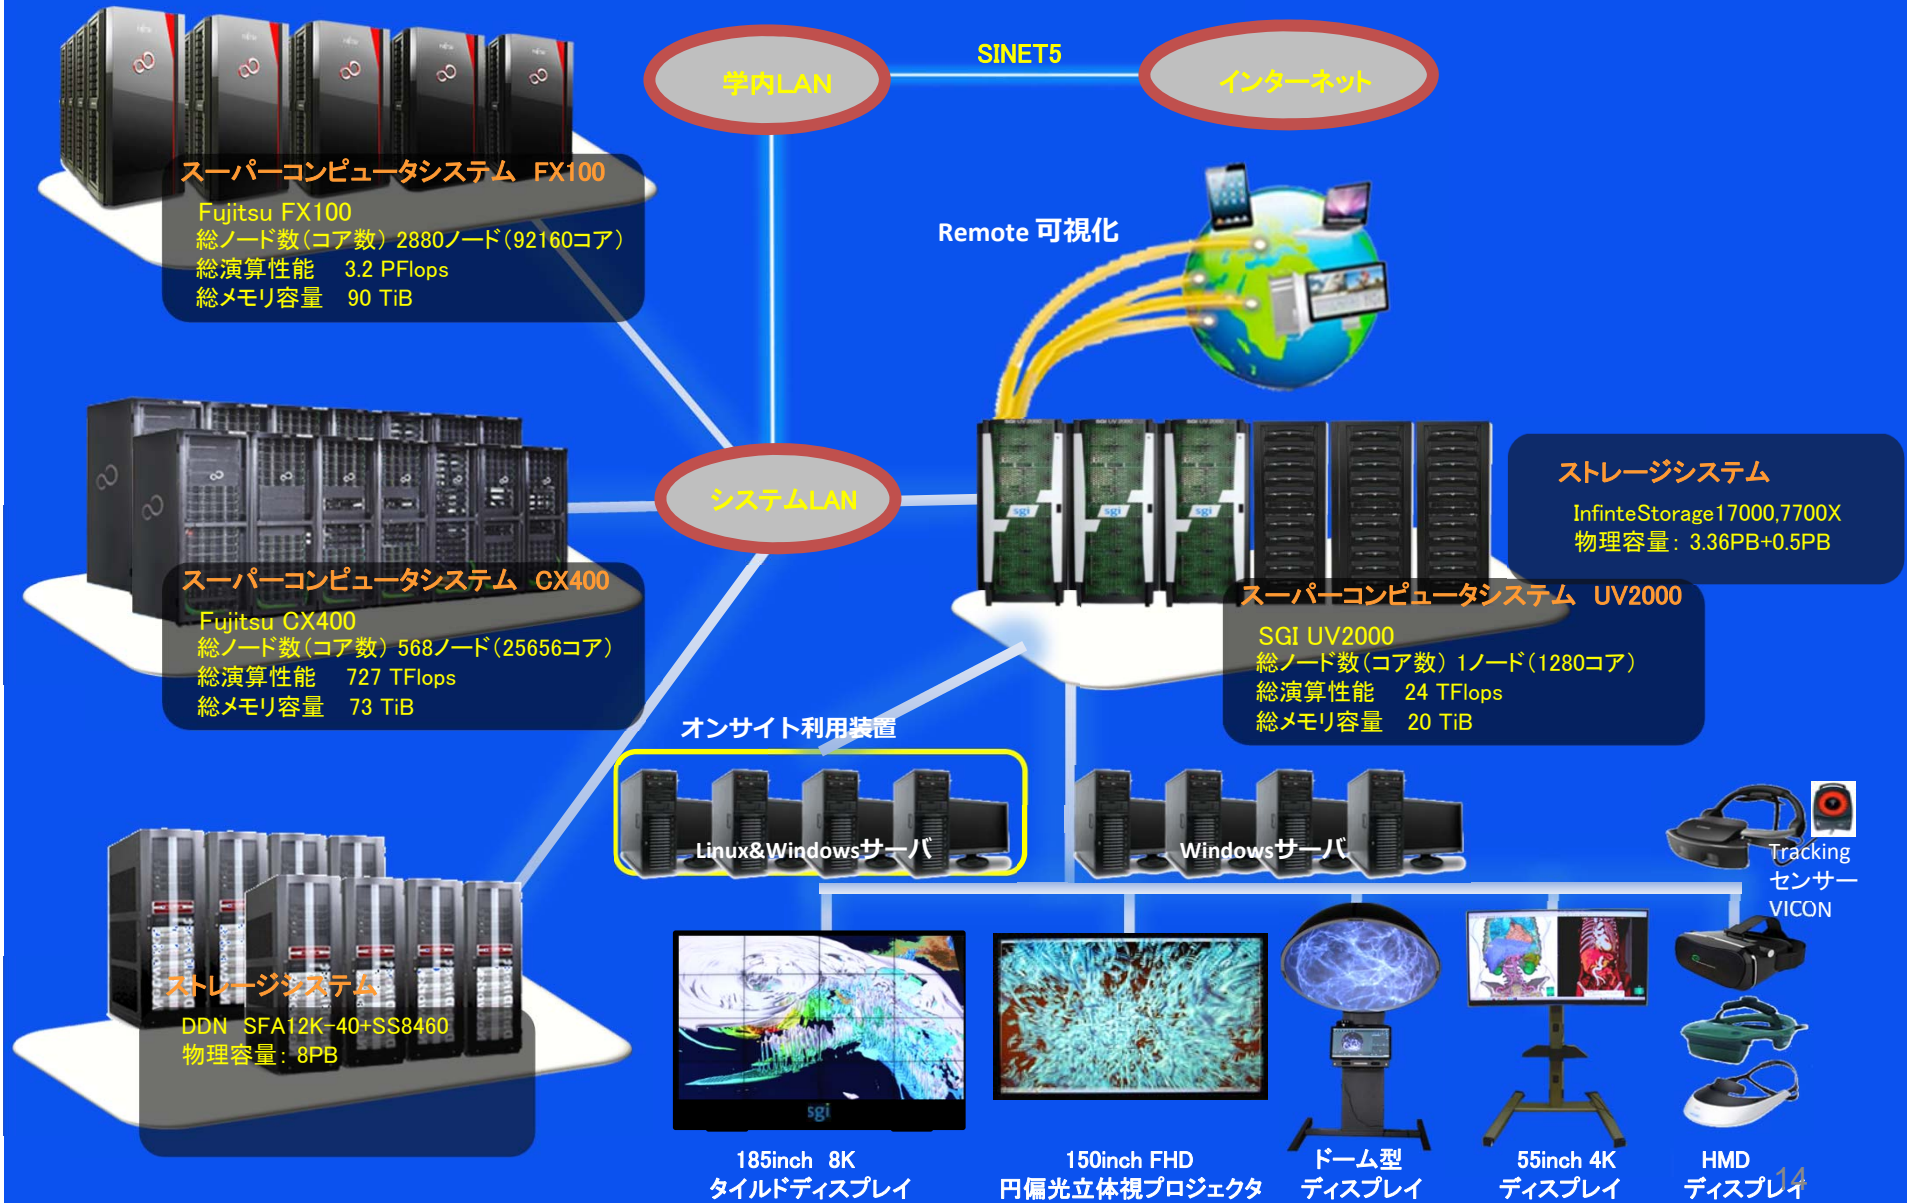 学内LAN
SINET5
インターネット
スーパーコンピュータシステム FX100
Fujitsu FX100
総ノード数(コア数) 2880ノード(92160コア)
総演算性能 3.2 PFlops
総メモリ容量 90 TiB
Remote 可視化
システムLAN
スーパーコンピュータシステム CX400
Fujitsu CX400
総ノード数(コア数) 568ノード(25656コア)
総演算性能 727 TFlops
総メモリ容量 73 TiB
SGI UV 2000
SGI UV 2000
SGI UV 2000
sgi
sgi
sgi
ストレージシステム
InfinteStorage17000,7700X
物理容量: 3.36PB+0.5PB
スーパーコンピュータシステム UV2000
SGI UV2000
総ノード数(コア数) 1ノード(1280コア)
総演算性能 24 TFlops
総メモリ容量 20 TiB
オンサイト利用装置
Linux&Windowsサーバ
Windowsサーバ
Tracking
センサー
VICON
ストレージシステム
DDN SFA12K-40+SS8460
物理容量: 8PB
sgi
185inch 8K
タイルドディスプレイ
150inch FHD
円偏光立体視プロジェクタ
ドーム型
ディスプレイ
55inch 4K
ディスプレイ
HMD
ディスプレイ
14